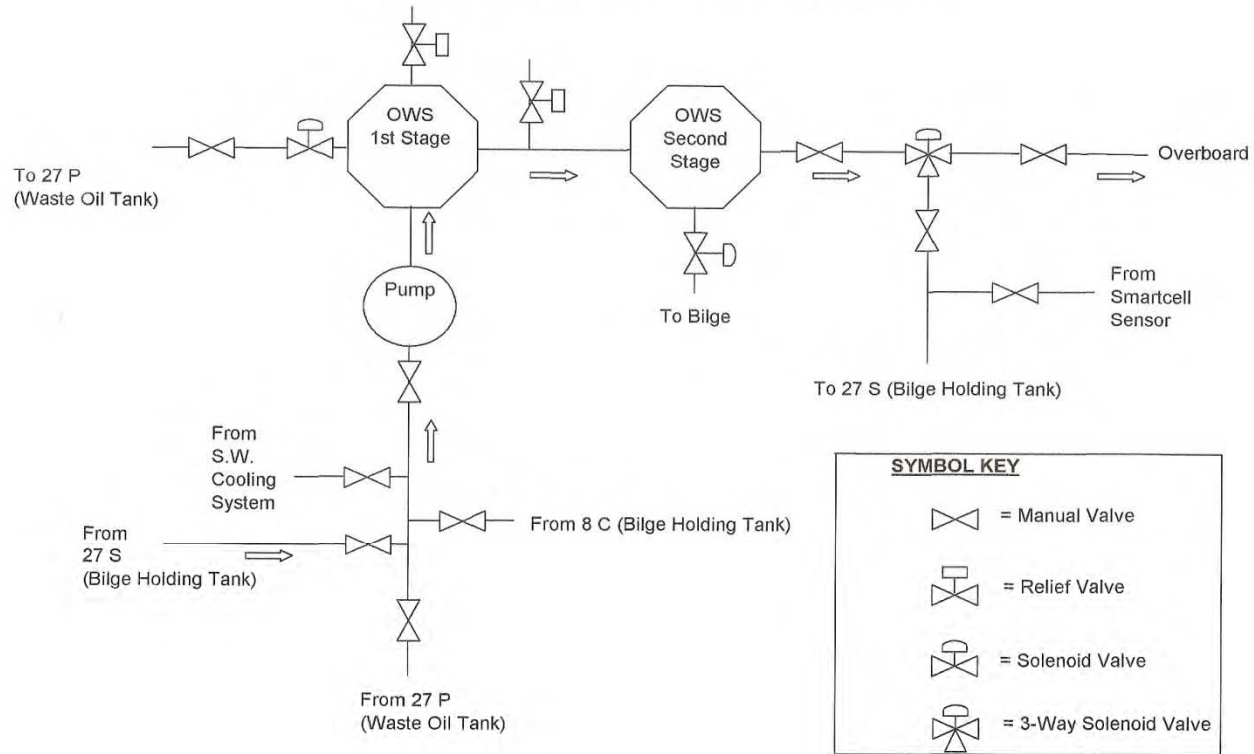 OWS
1st Stage
OWS
Second
Stage
To 27 P
(Waste Oil Tank)
Overboard
Pump
To Bilge
From
Smartcell
Sensor
To 27 S (Bilge Holding Tank)
From
S.W.
Cooling
System
From 8 C (Bilge Holding Tank)
From
27 S
(Bilge Holding Tank)
From 27 P
(Waste Oil Tank)
SYMBOL KEY
= Manual Valve
= Relief Valve
= Solenoid Valve
= 3-Way Solenoid Valve